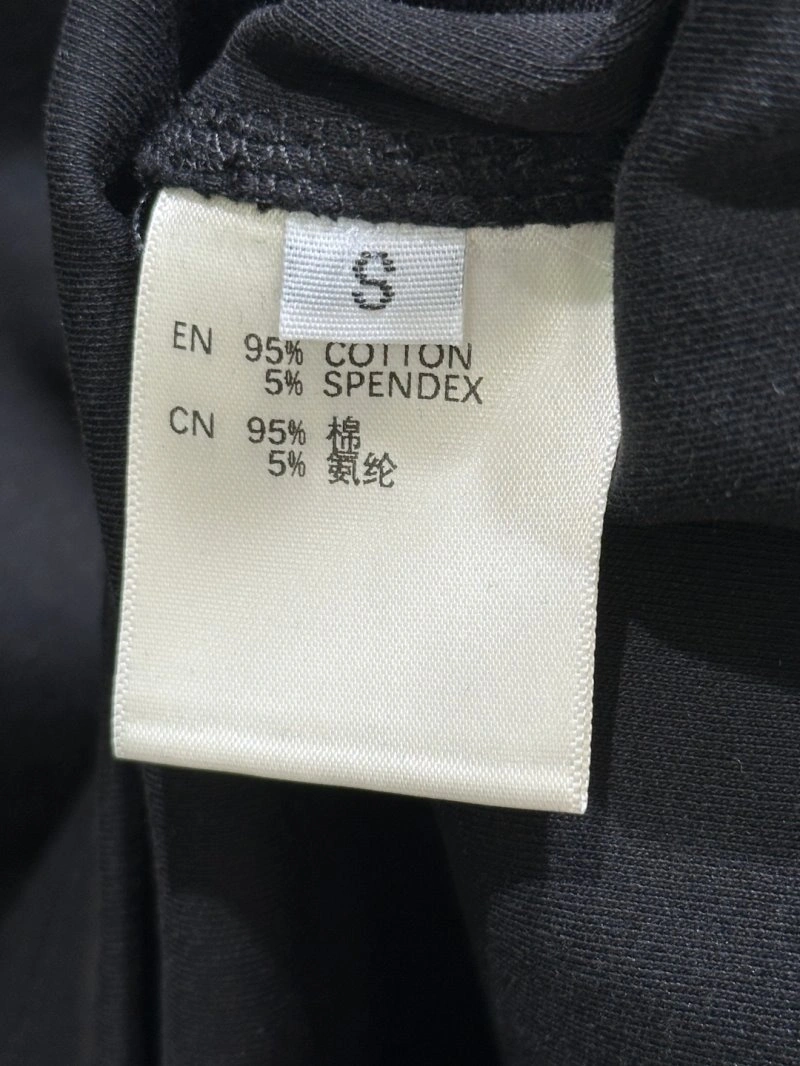 S
EN 95% COTTON
5% SPENDEX
CN 95% 棉
5% 氨纶